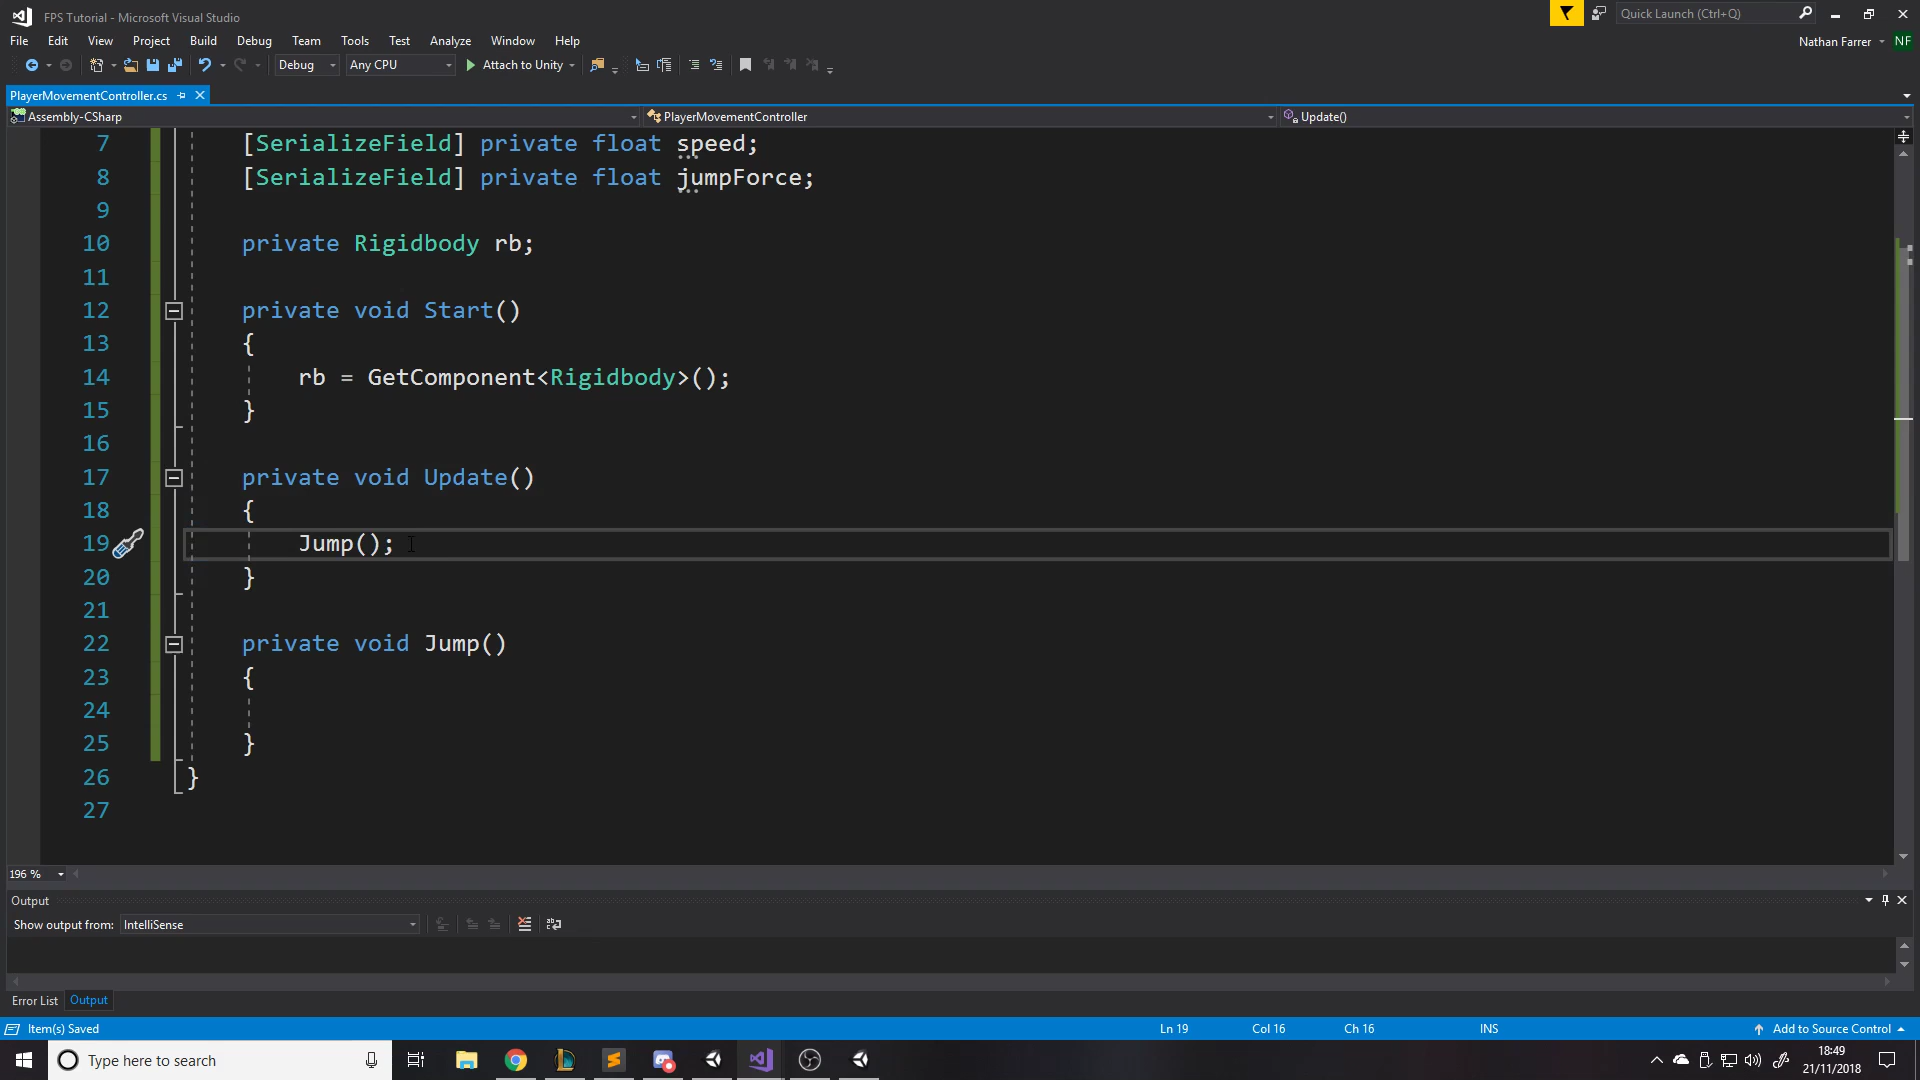 FPS Tutorial - Microsoft Visual Studio
Quick Launch (Ctrl+Q)
File Edit View Project Build Debug Team Tools Test Analyze Window Help
Nathan Farrer NF
Debug Any CPU Attach to Unity
PlayerMovementController.cs
Assembly-CSharp PlayerMovementController Update()
7 [SerializeField] private float speed;
8 [SerializeField] private float jumpForce;
9
10 private Rigidbody rb;
11
12 private void Start()
13 {
14 rb = GetComponent<Rigidbody>();
15 }
16
17 private void Update()
18 {
19 Jump();
20 }
21
22 private void Jump()
23 {
24
25 }
26 }
27
196 %
Output
Show output from: IntelliSense
Error List Output
Item(s) Saved Ln 19 Col 16 Ch 16 INS Add to Source Control
Type here to search
18:49
21/11/2018